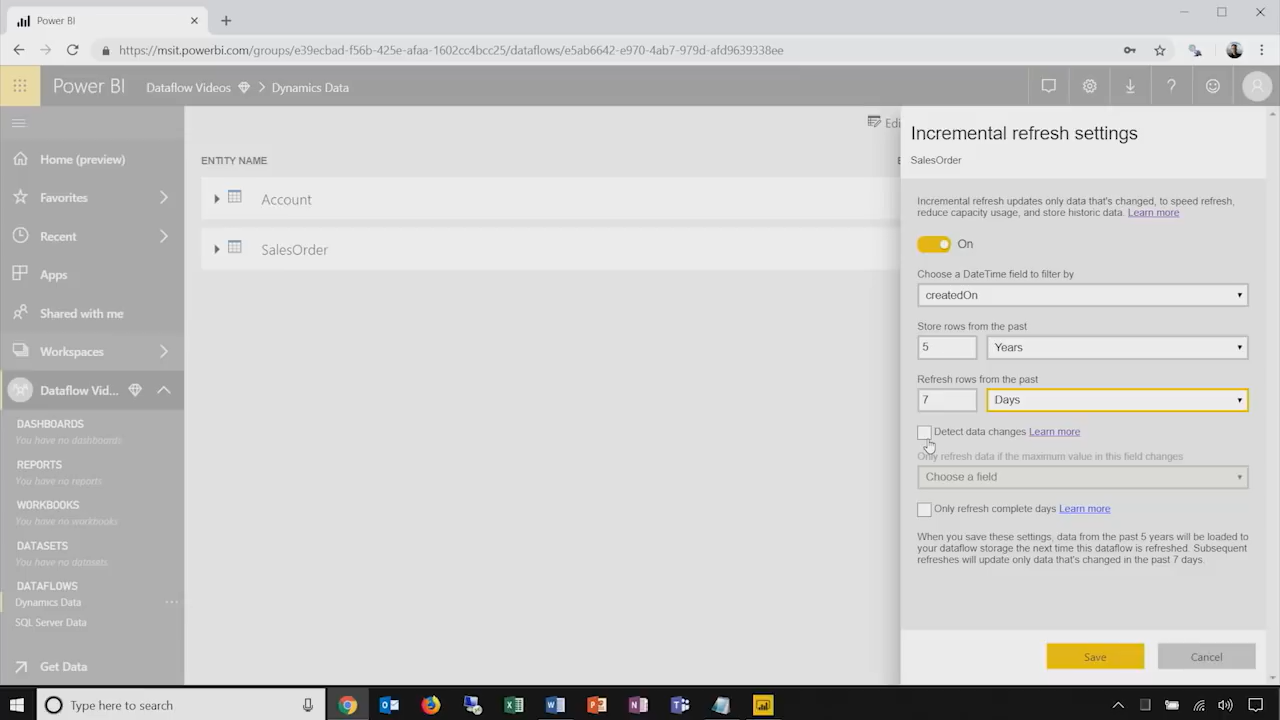 Power BI
https://msit.powerbi.com/groups/e39ecbad-f56b-425e-afaa-1602cc4bcc25/dataflows/e5ab6642-e970-4ab7-979d-afd9639338ee
Power BI
Dataflow Videos > Dynamics Data
?
Home (preview)
Favorites
Recent
Apps
Shared with me
Workspaces
Dataflow Vid...
DASHBOARDS
You have no dashboards
REPORTS
You have no reports
WORKBOOKS
You have no workbooks
DATASETS
You have no datasets
DATAFLOWS
Dynamics Data
SQL Server Data
Get Data
Edi
ENTITY NAME
E
Account
SalesOrder
Incremental refresh settings
SalesOrder
Incremental refresh updates only data that's changed, to speed refresh,
reduce capacity usage, and store historic data. Learn more
On
Choose a DateTime field to filter by
createdOn
Store rows from the past
5 Years
Refresh rows from the past
7 Days
Detect data changes Learn more
Only refresh data if the maximum value in this field changes
Choose a field
Only refresh complete days Learn more
When you save these settings, data from the past 5 years will be loaded to
your dataflow storage the next time this dataflow is refreshed. Subsequent
refreshes will update only data that's changed in the past 7 days.
Save Cancel
Type here to search